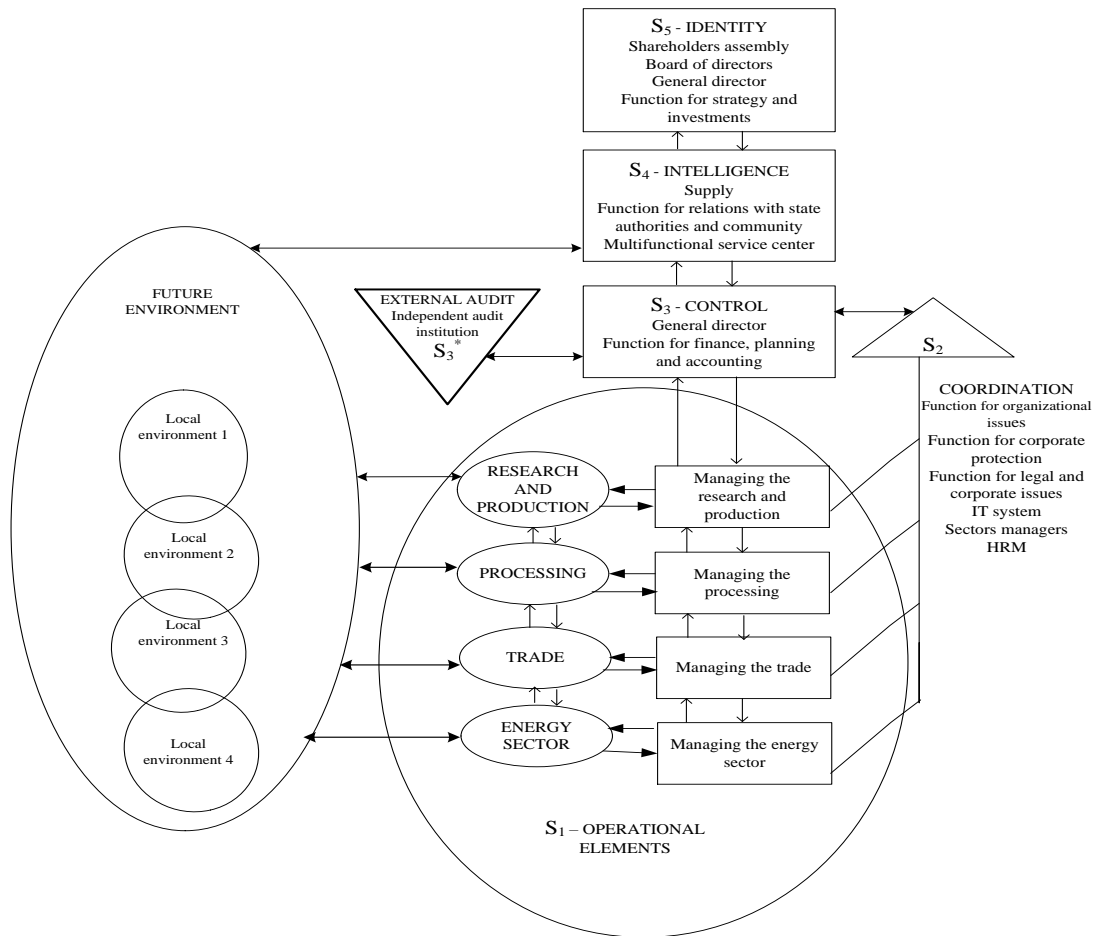 S5 - IDENTITY
Shareholders assembly
Board of directors
General director
Function for strategy and
investments
S4 - INTELLIGENCE
Supply
Function for relations with state
authorities and community
Multifunctional service center
FUTURE
ENVIRONMENT
EXTERNAL AUDIT
Independent audit
institution
S3*
S3 - CONTROL
General director
Function for finance, planning
and accounting
S2
COORDINATION
Function for organizational
issues
Function for corporate
protection
Function for legal and
corporate issues
IT system
Sectors managers
HRM
Local
environment 1
Local
environment 2
Local
environment 3
Local
environment 4
RESEARCH
AND
PRODUCTION
Managing the
research and
production
PROCESSING
Managing the
processing
TRADE
Managing the trade
ENERGY
SECTOR
Managing the energy
sector
S1 – OPERATIONAL
ELEMENTS